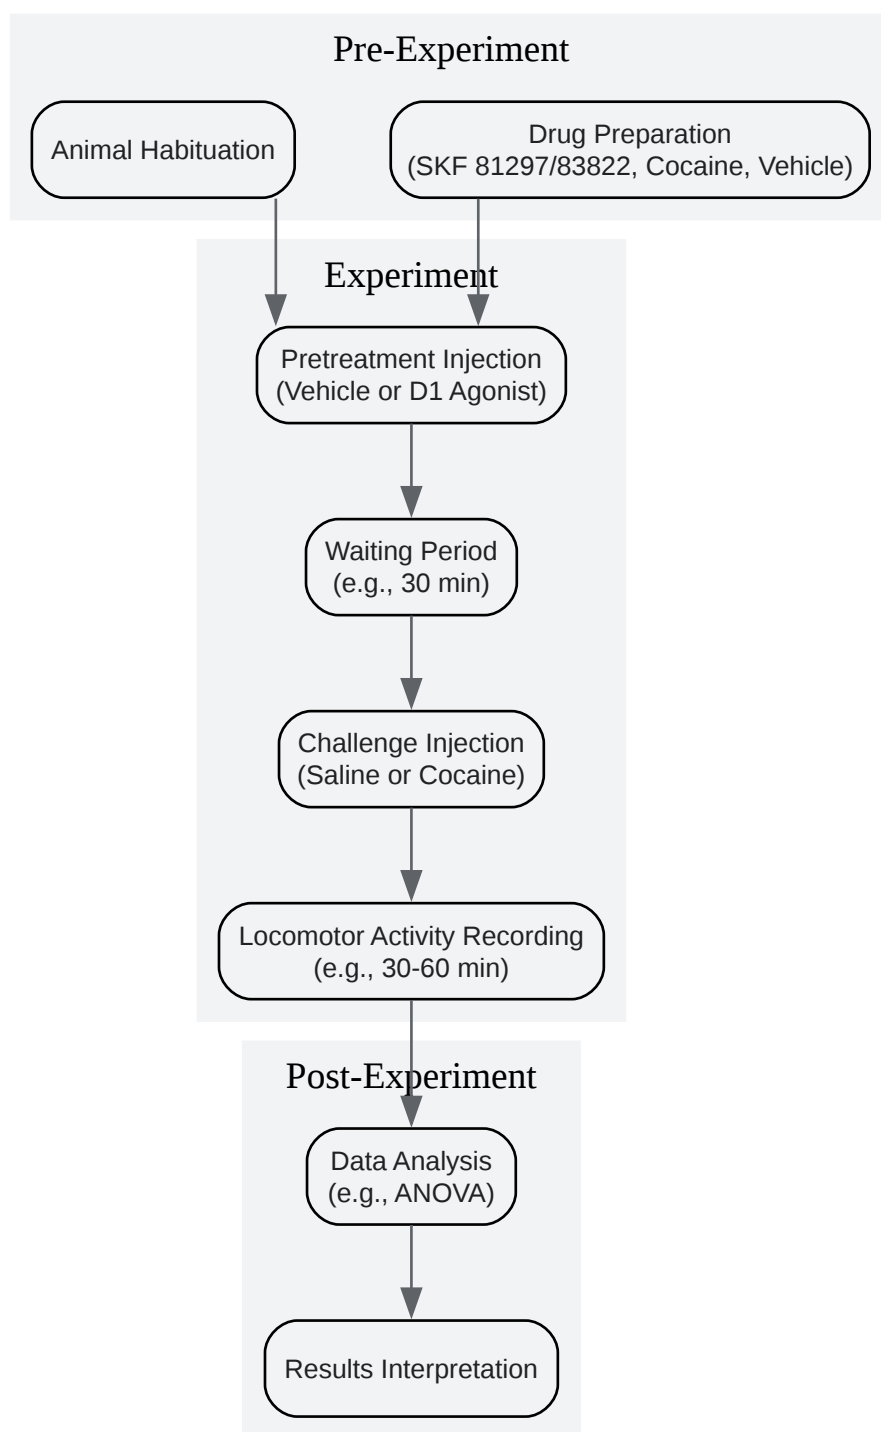 Pre-Experiment
Animal Habituation
Drug Preparation
(SKF 81297/83822, Cocaine, Vehicle)
Experiment
Pretreatment Injection
(Vehicle or D1 Agonist)
Waiting Period
(e.g., 30 min)
Challenge Injection
(Saline or Cocaine)
Locomotor Activity Recording
(e.g., 30-60 min)
Post-Experiment
Data Analysis
(e.g., ANOVA)
Results Interpretation